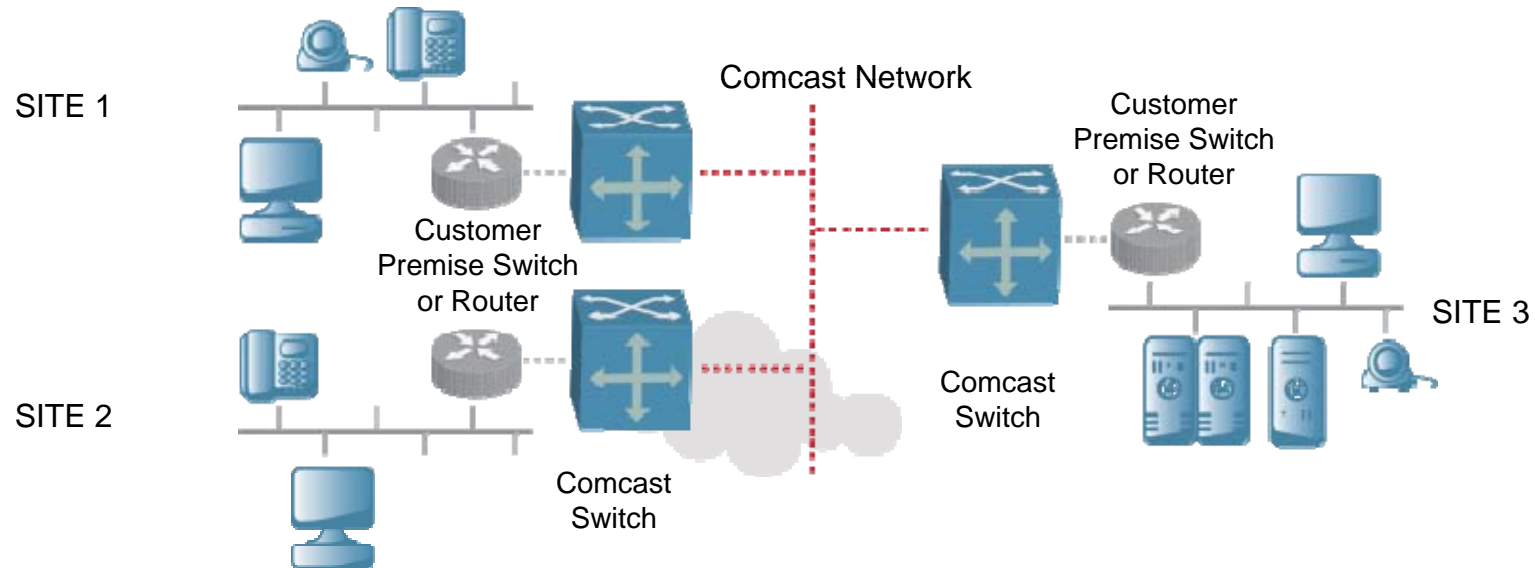 Comcast Network
SITE 1
Customer
Premise Switch
or Router
Customer
Premise Switch
or Router
SITE 3
SITE 2
Comcast
Switch
Comcast
Switch